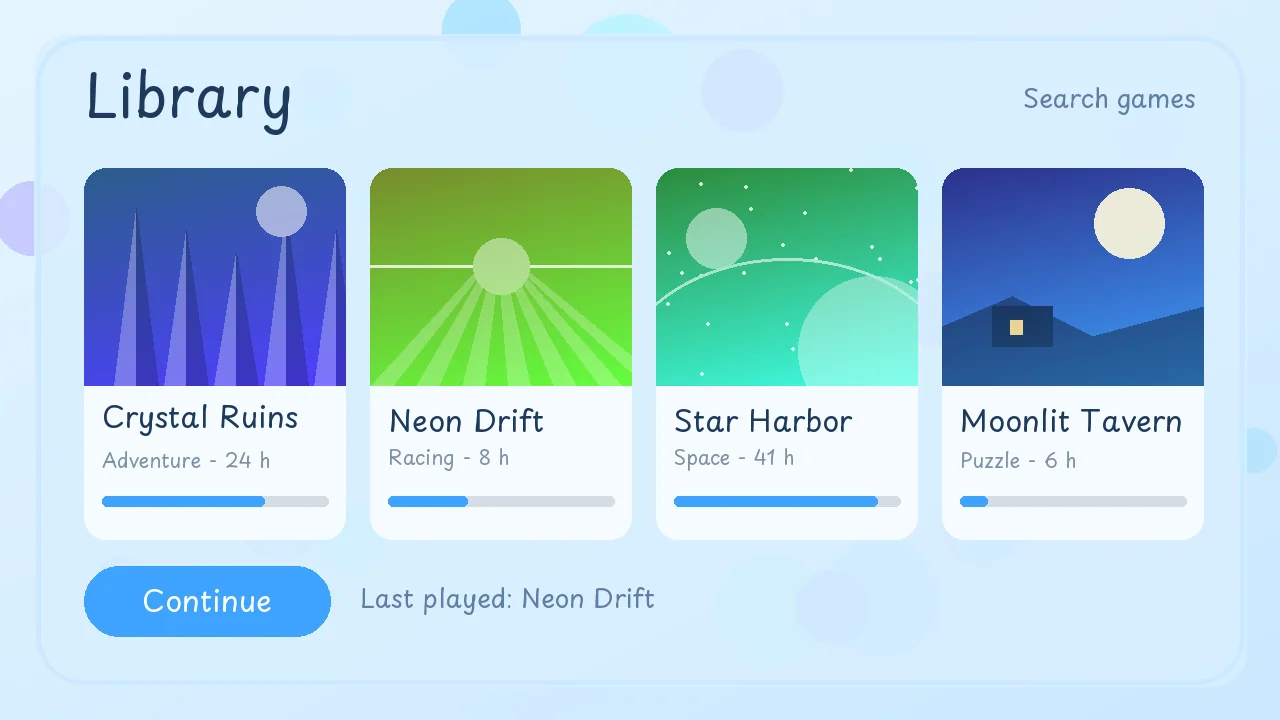 Library
Search games
Crystal Ruins
Adventure - 24 h
Neon Drift
Racing - 8 h
Star Harbor
Space - 41 h
Moonlit Tavern
Puzzle - 6 h
Continue
Last played: Neon Drift